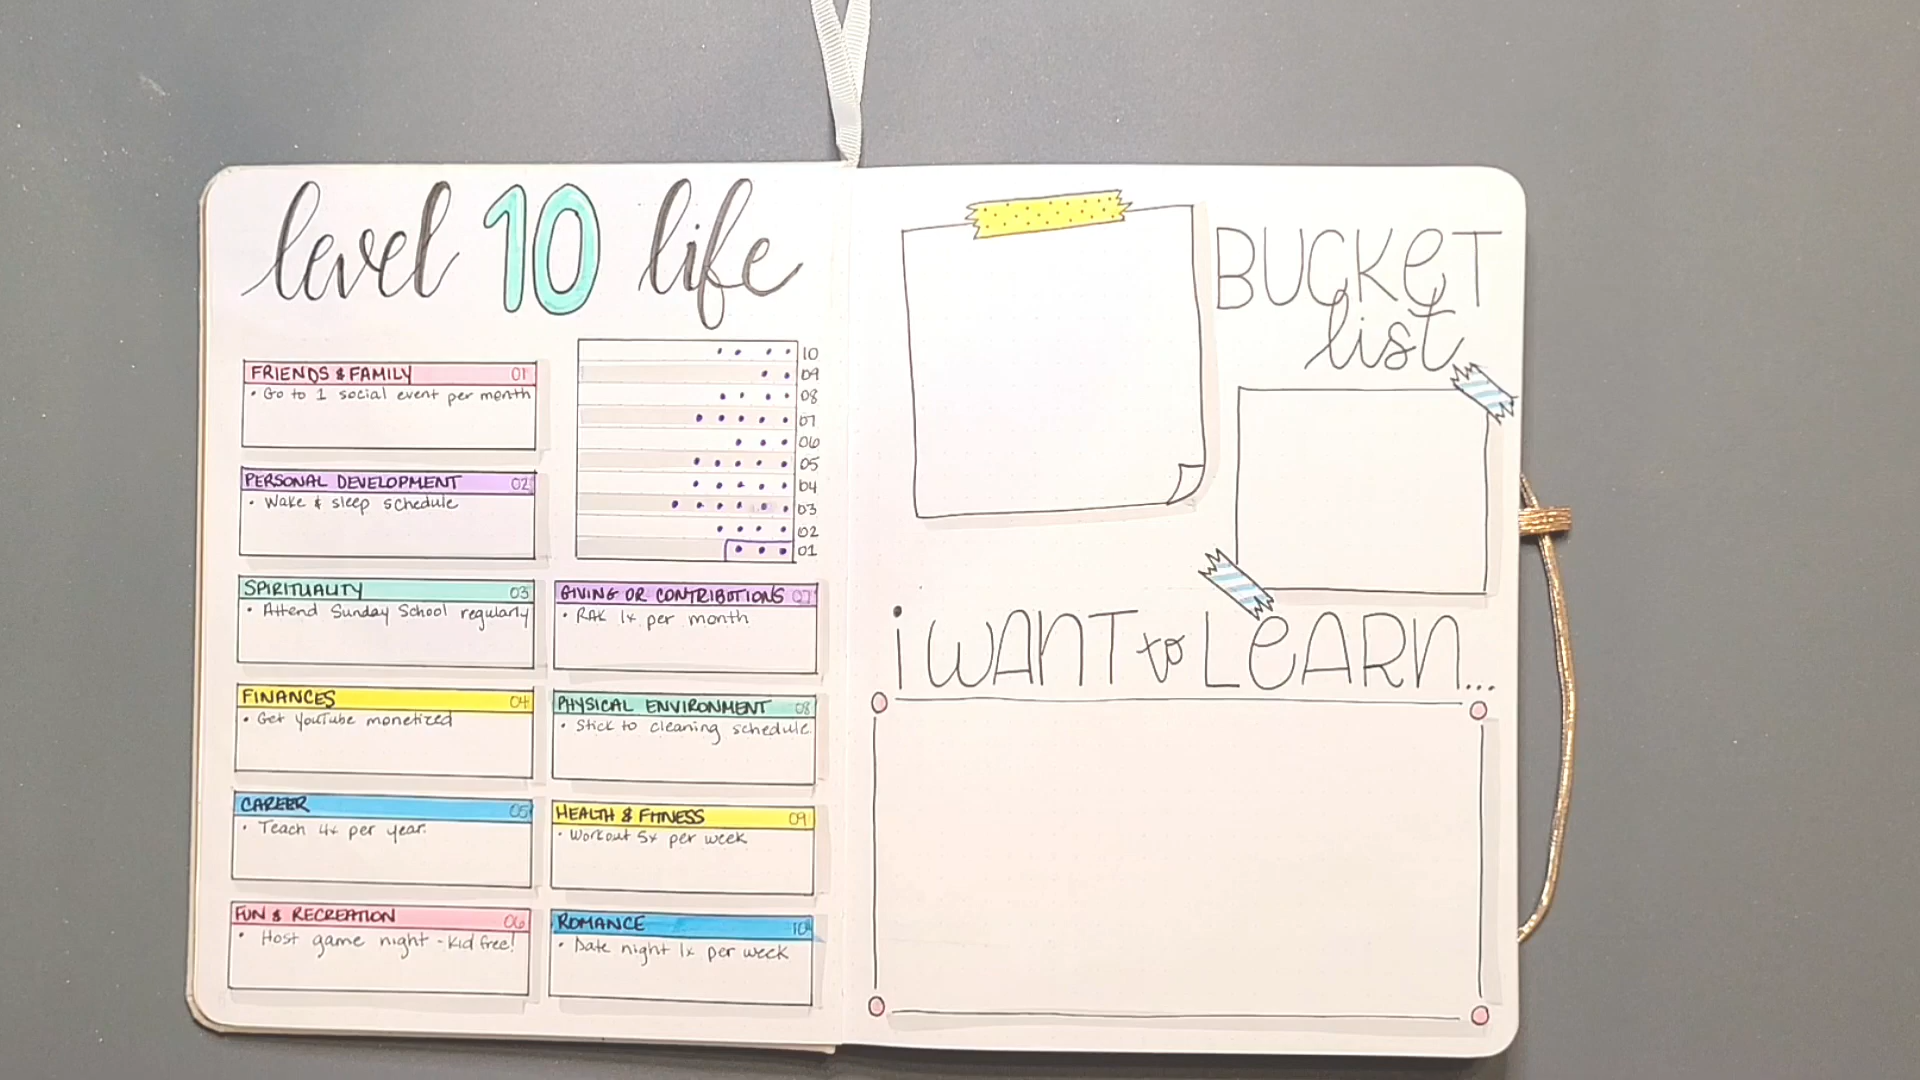 level 10 life
FRIENDS & FAMILY 01
• Go to 1 social event per month
PERSONAL DEVELOPMENT 02
• Wake & sleep schedule
10
09
08
07
06
05
04
03
02
01
SPIRITUALITY 03
• Attend Sunday School regularly
FINANCES 04
• Get YouTube monetized
CAREER 05
• Teach 4x per year.
FUN & RECREATION 06
• Host game night - kid free!
GIVING OR CONTRIBUTIONS 07
• RAK 1x per month
PHYSICAL ENVIRONMENT 08
• Stick to cleaning schedule
HEALTH & FITNESS 09
• Workout 5x per week
ROMANCE 10
• Date night 1x per week
BUCKET
list
i WANT to LEARN...